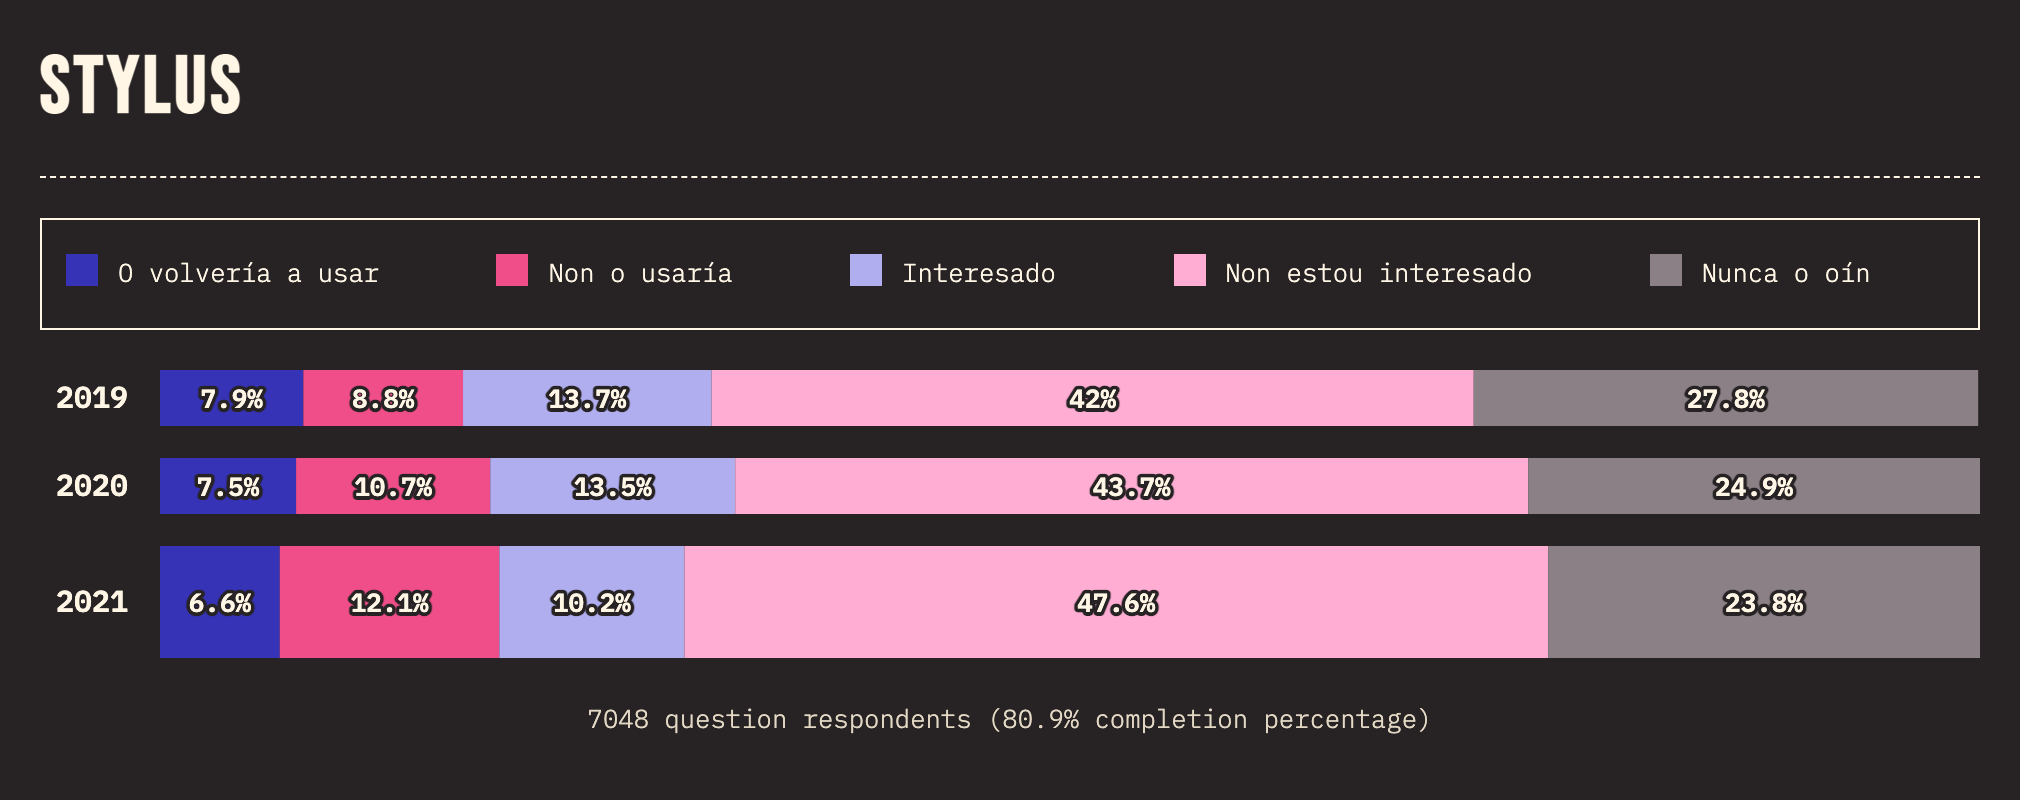 STYLUS
O volvería a usar Non o usaría Interesado Non estou interesado Nunca o oín
2019 7.9% 8.8% 13.7% 42% 27.8%
2020 7.5% 10.7% 13.5% 43.7% 24.9%
2021 6.6% 12.1% 10.2% 47.6% 23.8%
7048 question respondents (80.9% completion percentage)